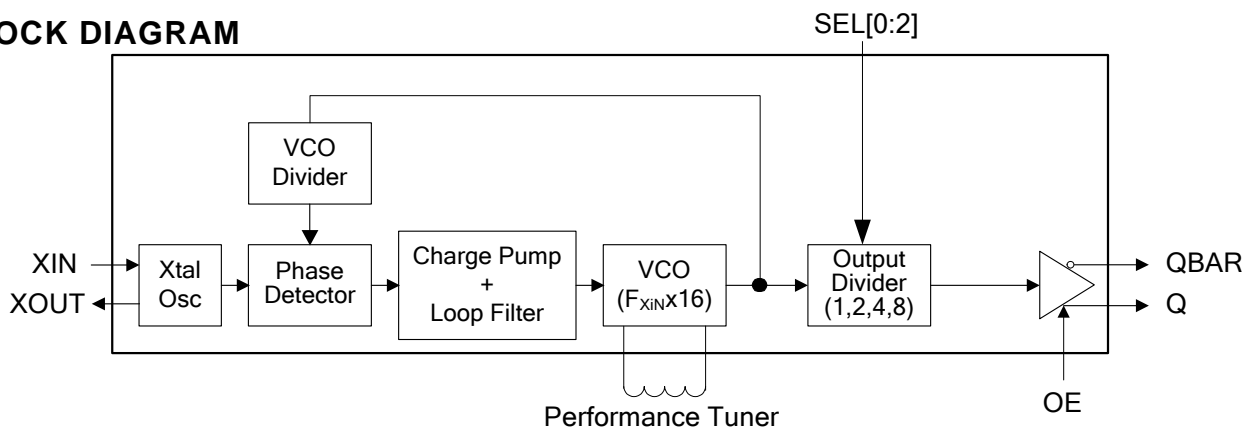 OCK DIAGRAM
SEL[0:2]
VCO
Divider
XIN
XOUT
Xtal
Osc
Phase
Detector
Charge Pump
+
Loop Filter
VCO
(FXiNx16)
Output
Divider
(1,2,4,8)
QBAR
Q
OE
Performance Tuner